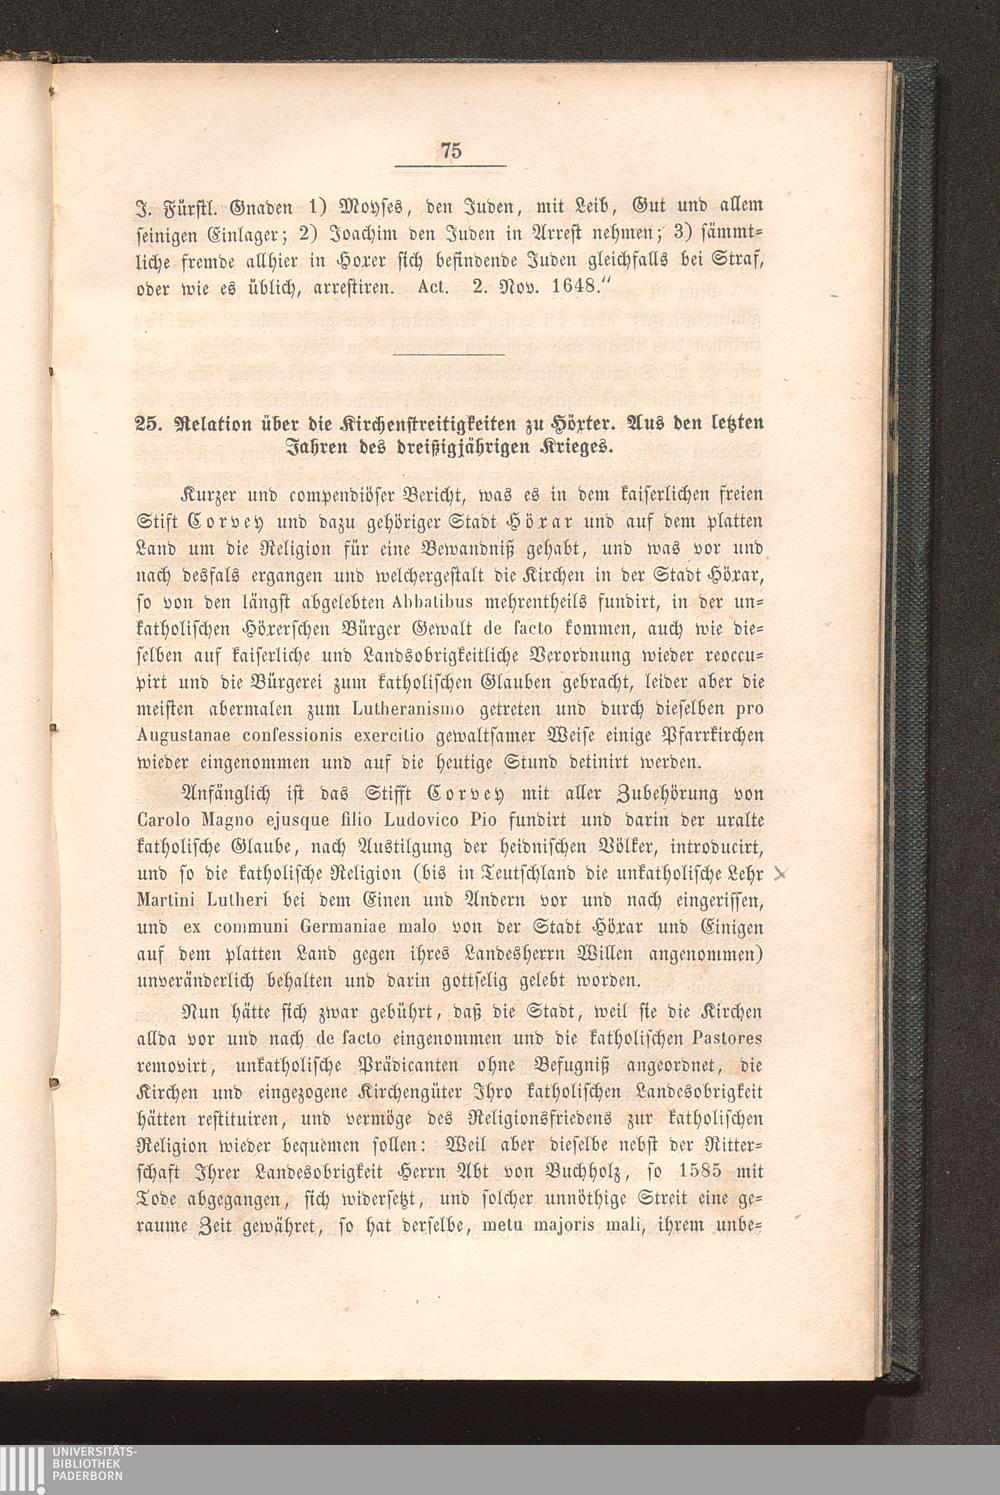 75
J. Fürstl. Gnaden 1) Moyses, den Juden, mit Leib, Gut und allem
seinigen Einlager; 2) Joachim den Juden in Arrest nehmen; 3) sämmt-
liche fremde allhier in Hoxer sich befindende Juden gleichfalls bei Straf,
oder wie es üblich, arrestiren. Act. 2. Nov. 1648."
25. Relation über die Kirchenstreitigkeiten zu Höxter. Aus den letzten
Jahren des dreißigjährigen Krieges.
Kurzer und compendiöser Bericht, was es in dem kaiserlichen freien
Stift Corvey und dazu gehöriger Stadt Höxar und auf dem platten
Land um die Religion für eine Bewandniß gehabt, und was vor und
nach desfals ergangen und welchergestalt die Kirchen in der Stadt Höxar,
so von den längst abgelebten Abbatibus mehrentheils fundirt, in der un-
katholischen Höxerschen Bürger Gewalt de facto kommen, auch wie die-
selben auf kaiserliche und Landsobrigkeitliche Verordnung wieder reoccu-
pirt und die Bürgerei zum katholischen Glauben gebracht, leider aber die
meisten abermalen zum Lutheranismo getreten und durch dieselben pro
Augustanae confessionis exercitio gewaltsamer Weise einige Pfarrkirchen
wieder eingenommen und auf die heutige Stund detinirt werden.
Anfänglich ist das Stifft Corvey mit aller Zubehörung von
Carolo Magno ejusque filio Ludovico Pio fundirt und darin der uralte
katholische Glaube, nach Austilgung der heidnischen Völker, introducirt,
und so die katholische Religion (bis in Teutschland die unkatholische Lehr
Martini Lutheri bei dem Einen und Andern vor und nach eingerissen,
und ex communi Germaniae malo von der Stadt Höxar und Einigen
auf dem platten Land gegen ihres Landesherrn Willen angenommen)
unveränderlich behalten und darin gottselig gelebt worden.
Nun hätte sich zwar gebührt, daß die Stadt, weil sie die Kirchen
allda vor und nach de facto eingenommen und die katholischen Pastores
removirt, unkatholische Prädicanten ohne Befugniß angeordnet, die
Kirchen und eingezogene Kirchengüter Ihro katholischen Landesobrigkeit
hätten restituiren, und vermöge des Religionsfriedens zur katholischen
Religion wieder bequemen sollen: Weil aber dieselbe nebst der Ritter-
schaft Ihrer Landesobrigkeit Herrn Abt von Buchholz, so 1585 mit
Tode abgegangen, sich widersetzt, und solcher unnöthige Streit eine ge-
raume Zeit gewähret, so hat derselbe, metu majoris mali, ihrem unbe-
UNIVERSITÄTS-
BIBLIOTHEK
PADERBORN